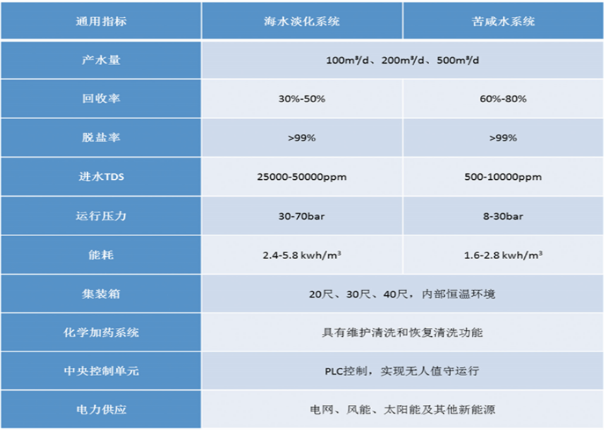 通用指标 海水淡化系统 苦咸水系统
产水量 100m³/d、200m³/d、500m³/d
回收率 30%-50% 60%-80%
脱盐率 >99% >99%
进水TDS 25000-50000ppm 500-10000ppm
运行压力 30-70bar 8-30bar
能耗 2.4-5.8 kwh/m³ 1.6-2.8 kwh/m³
集装箱 20尺、30尺、40尺，内部恒温环境
化学加药系统 具有维护清洗和恢复清洗功能
中央控制单元 PLC控制，实现无人值守运行
电力供应 电网、风能、太阳能及其他新能源